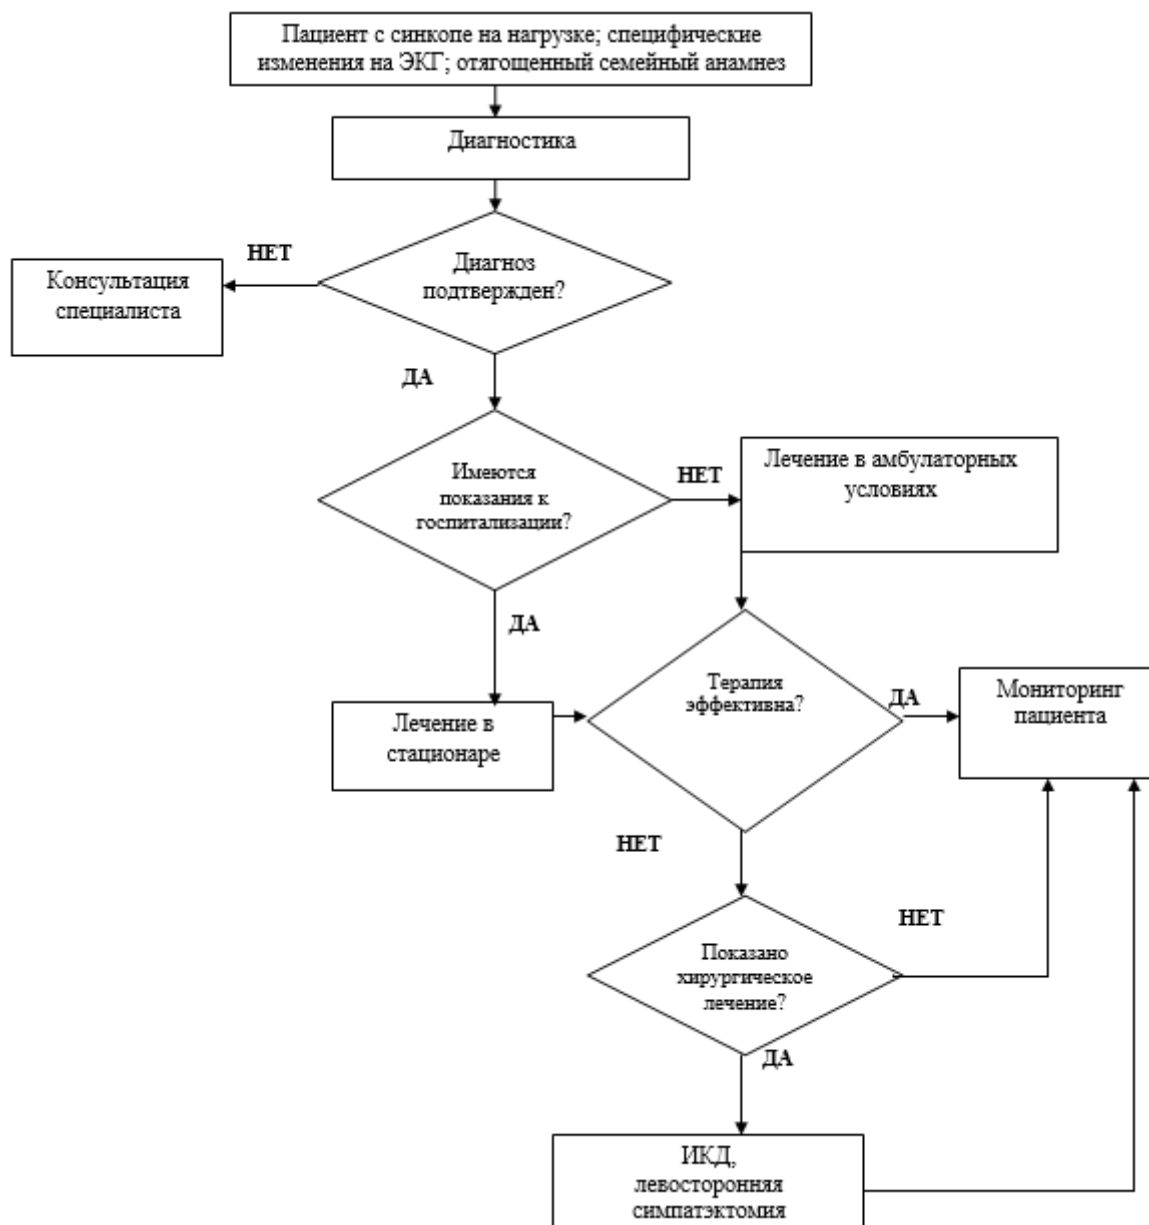 Пациент с синкопе на нагрузке; специфические
изменения на ЭКГ; отягощенный семейный анамнез
Диагностика
НЕТ
Диагноз
подтвержден?
Консультация
специалиста
ДА
Имеются
показания к
госпитализации?
НЕТ
Лечение в амбулаторных
условиях
ДА
Лечение в
стационаре
Терапия
эффективна?
ДА
Мониторинг
пациента
НЕТ
Показано
хирургическое
лечение?
НЕТ
ДА
ИКД,
левосторонняя
симпатэктомия